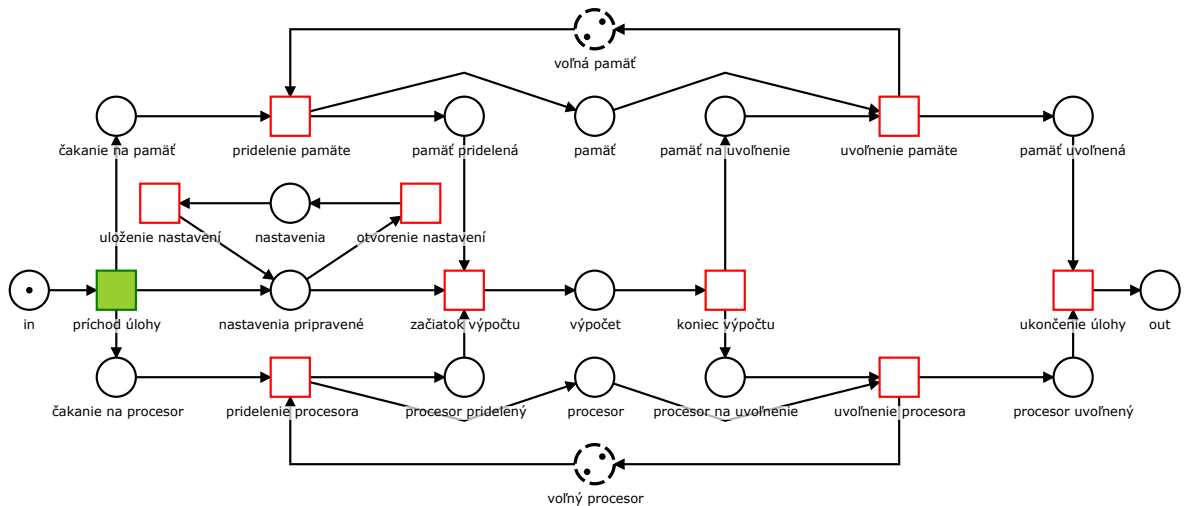 voľná pamäť
čakanie na pamäť
pridelenie pamäte
pamäť pridelená
pamäť
pamäť na uvoľnenie
uvoľnenie pamäte
pamäť uvoľnená
uloženie nastavení
nastavenia
otvorenie nastavení
in
príchod úlohy
nastavenia pripravené
začiatok výpočtu
výpočet
koniec výpočtu
ukončenie úlohy
out
čakanie na procesor
pridelenie procesora
procesor pridelený
procesor
procesor na uvoľnenie
uvoľnenie procesora
procesor uvoľnený
voľný procesor